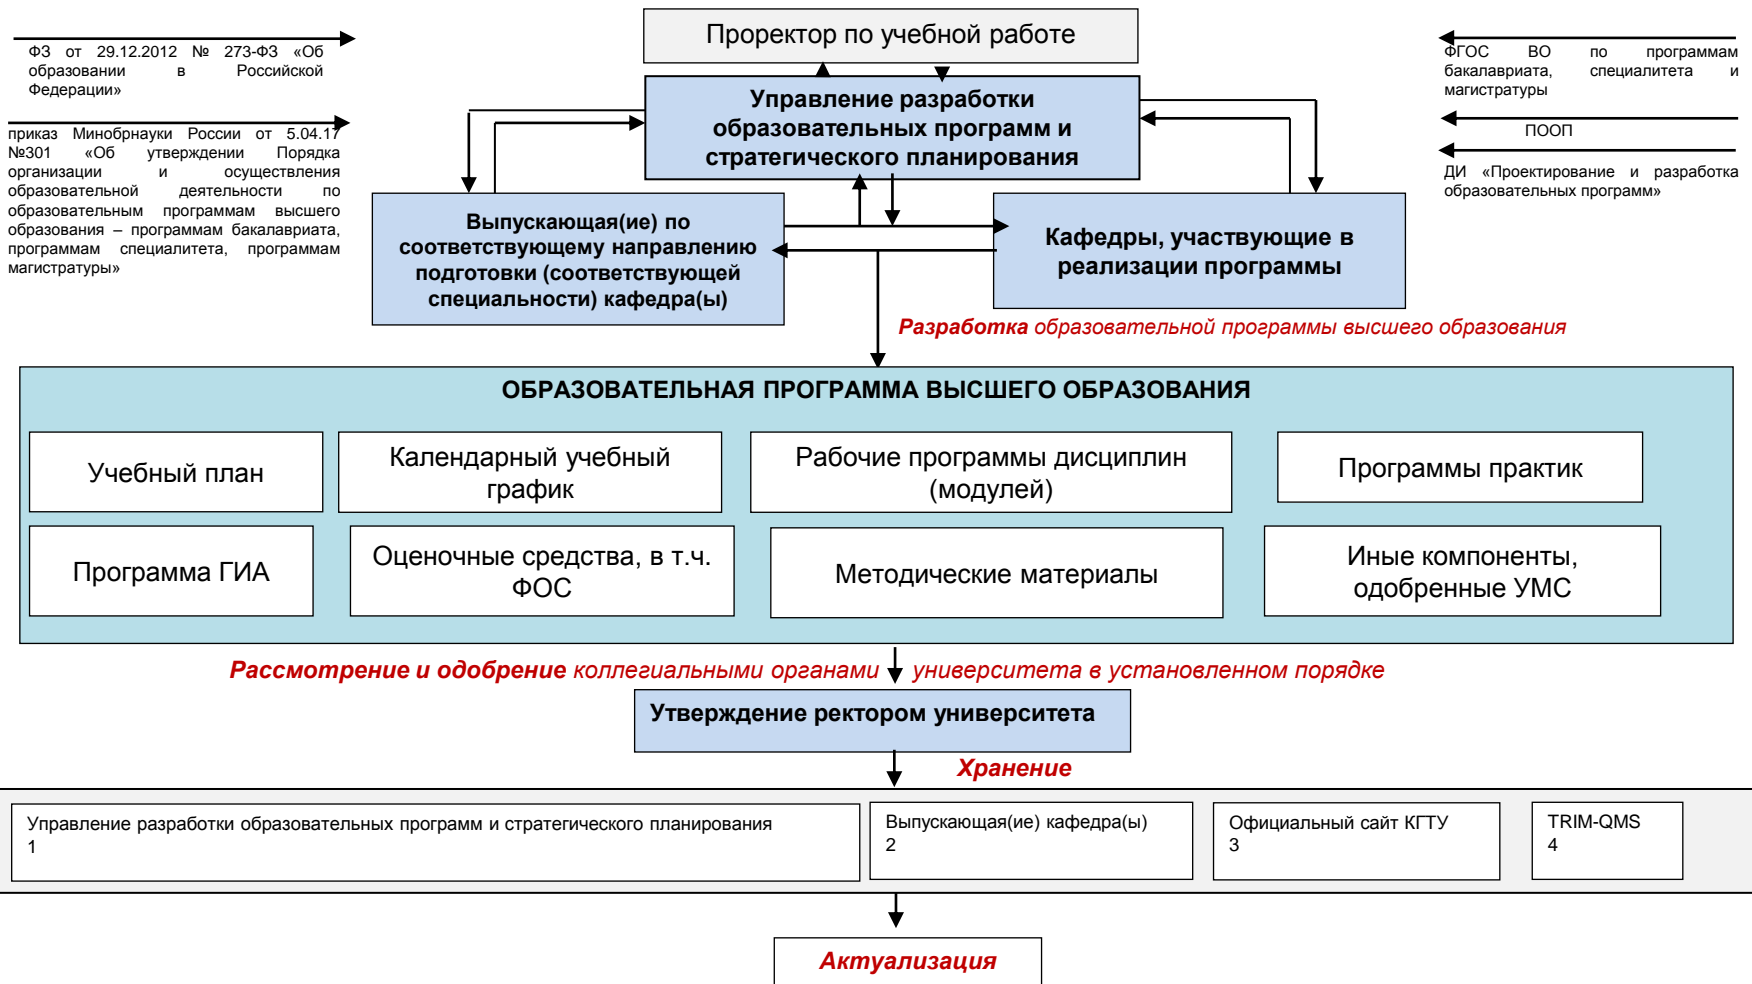 Проректор по учебной работе
ФЗ от 29.12.2012 № 273-ФЗ «Об
образовании в Российской
Федерации»
приказ Минобрнауки России от 5.04.17
№301 «Об утверждении Порядка
организации и осуществления
образовательной деятельности по
образовательным программам высшего
образования – программам бакалавриата,
программам специалитета, программам
магистратуры»
Управление разработки
образовательных программ и
стратегического планирования
ФГОС ВО по программам
бакалавриата, специалитета и
магистратуры
ПООП
ДИ «Проектирование и разработка
образовательных программ»
Выпускающая(ие) по
соответствующему направлению
подготовки (соответствующей
специальности) кафедра(ы)
Кафедры, участвующие в
реализации программы
Разработка образовательной программы высшего образования
ОБРАЗОВАТЕЛЬНАЯ ПРОГРАММА ВЫСШЕГО ОБРАЗОВАНИЯ
Учебный план
Календарный учебный
график
Рабочие программы дисциплин
(модулей)
Программы практик
Программа ГИА
Оценочные средства, в т.ч.
ФОС
Методические материалы
Иные компоненты,
одобренные УМС
Рассмотрение и одобрение коллегиальными органами университета в установленном порядке
Утверждение ректором университета
Хранение
Управление разработки образовательных программ и стратегического планирования
1
Выпускающая(ие) кафедра(ы)
2
Официальный сайт КГТУ
3
TRIM-QMS
4
Актуализация